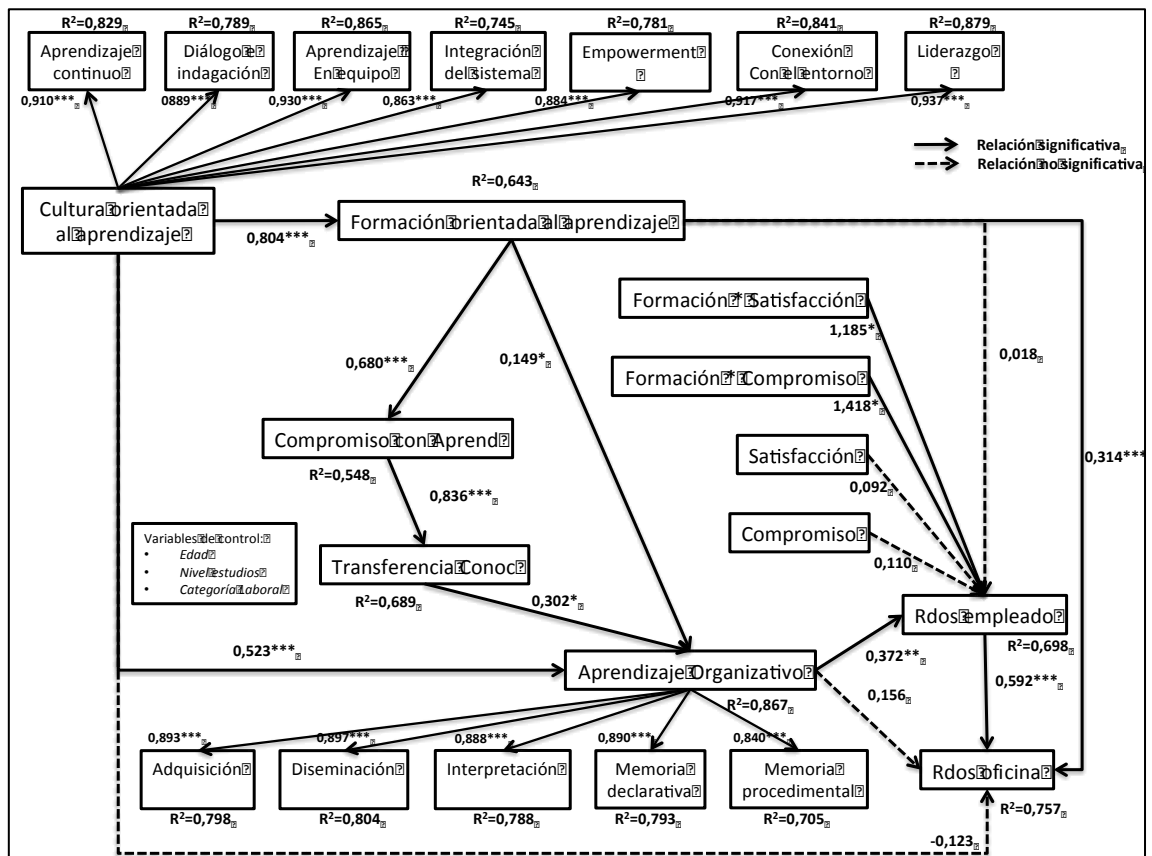 R²=0,829
R²=0,789
R²=0,865
R²=0,745
R²=0,781
R²=0,841
R²=0,879
Aprendizaje
continuo
Diálogo e
indagación
Aprendizaje
En equipo
Integración
del sistema
Empowerment
Conexión
Con el entorno
Liderazgo
0,910***
0889***
0,930***
0,863***
0,884***
0,917***
0,937***
Relación significativa
Relación no significativa
R²=0,643
Cultura orientada
al aprendizaje
0,804***
Formación orientada al aprendizaje
Formación * Satisfacción
1,185*
0,680***
0,149*
0,018
Formación * Compromiso
1,418*
Compromiso con Aprend
R²=0,548
Satisfacción
0,092
0,314***
0,836***
Variables de control:
• Edad
• Nivel estudios
• Categoría Laboral
Compromiso
0,110
Transferencia Conoc
R²=0,689
0,302*
Rdos empleado
R²=0,698
0,523***
Aprendizaje Organizativo
R²=0,867
0,372**
0,592***
0,156
0,893***
0,897***
0,888***
0,890***
0,840***
Adquisición
Diseminación
Interpretación
Memoria
declarativa
Memoria
procedimental
Rdos oficina
R²=0,798
R²=0,804
R²=0,788
R²=0,793
R²=0,705
R²=0,757
-0,123